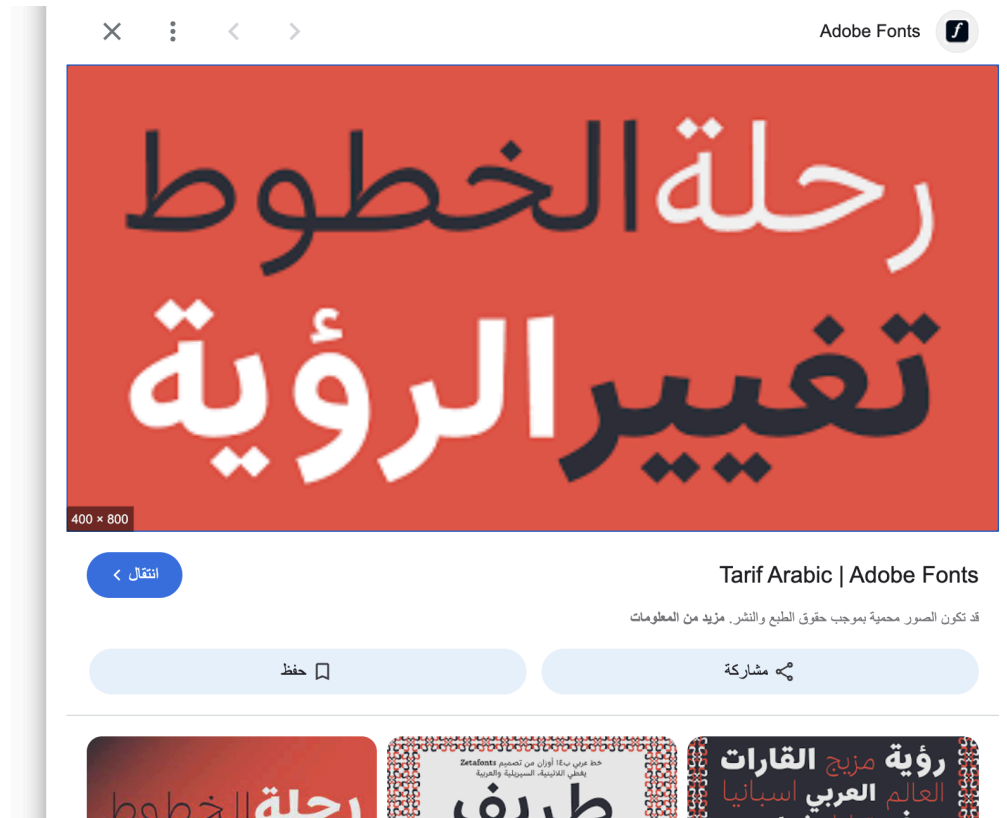 Adobe Fonts
رحلة الخطوط
تغيير الرؤية
400 × 800
Tarif Arabic | Adobe Fonts
انتقال
قد تكون الصور محمية بموجب حقوق الطبع والنشر. مزيد من المعلومات
مشاركة
حفظ
رؤية مزيج القارات
العالم العربي اسبانيا
خط عربي ب١٤ أوزان من تصميم Zetafonts
يغطي اللاتينية، السيريلية والعربية
طريف
رحلة الخطوط